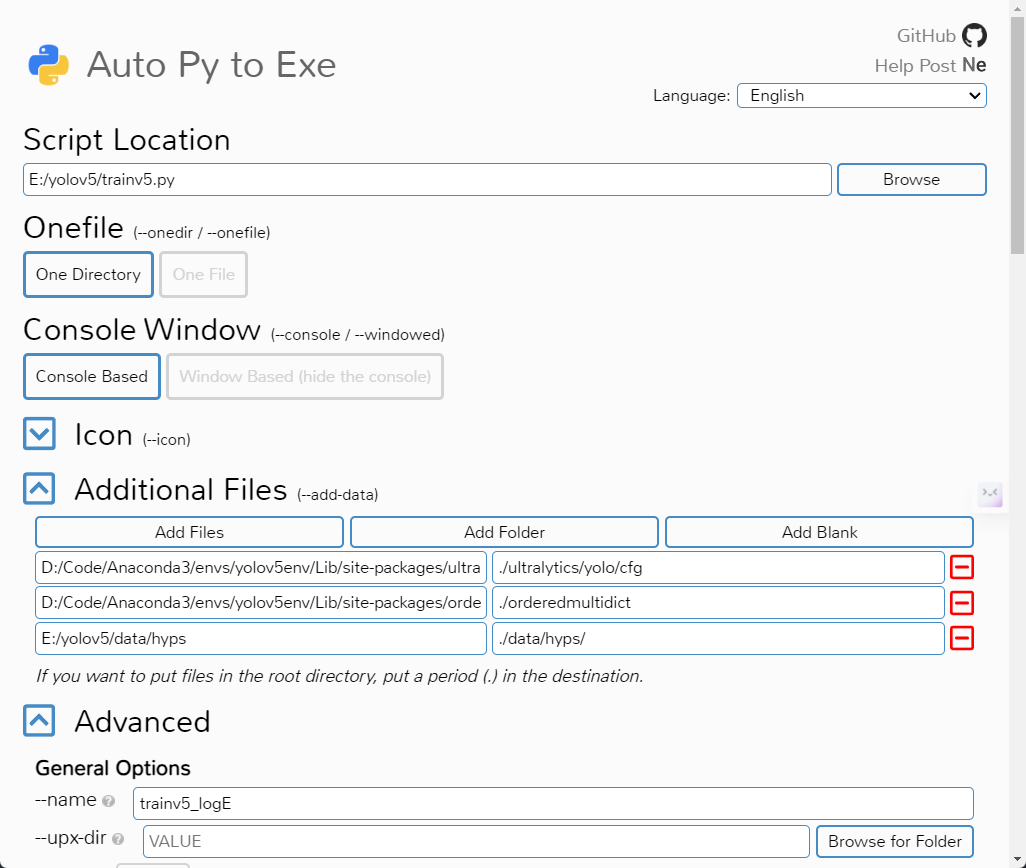 GitHub
Auto Py to Exe
Help Post Ne
Language: English
Script Location
E:/yolov5/trainv5.py Browse
Onefile (--onedir / --onefile)
One Directory One File
Console Window (--console / --windowed)
Console Based Window Based (hide the console)
Icon (--icon)
Additional Files (--add-data)
Add Files Add Folder Add Blank
D:/Code/Anaconda3/envs/yolov5env/Lib/site-packages/ultra ./ultralytics/yolo/cfg
D:/Code/Anaconda3/envs/yolov5env/Lib/site-packages/orde ./orderedmultidict
E:/yolov5/data/hyps ./data/hyps/
If you want to put files in the root directory, put a period (.) in the destination.
Advanced
General Options
--name ? trainv5_logE
--upx-dir ? VALUE Browse for Folder